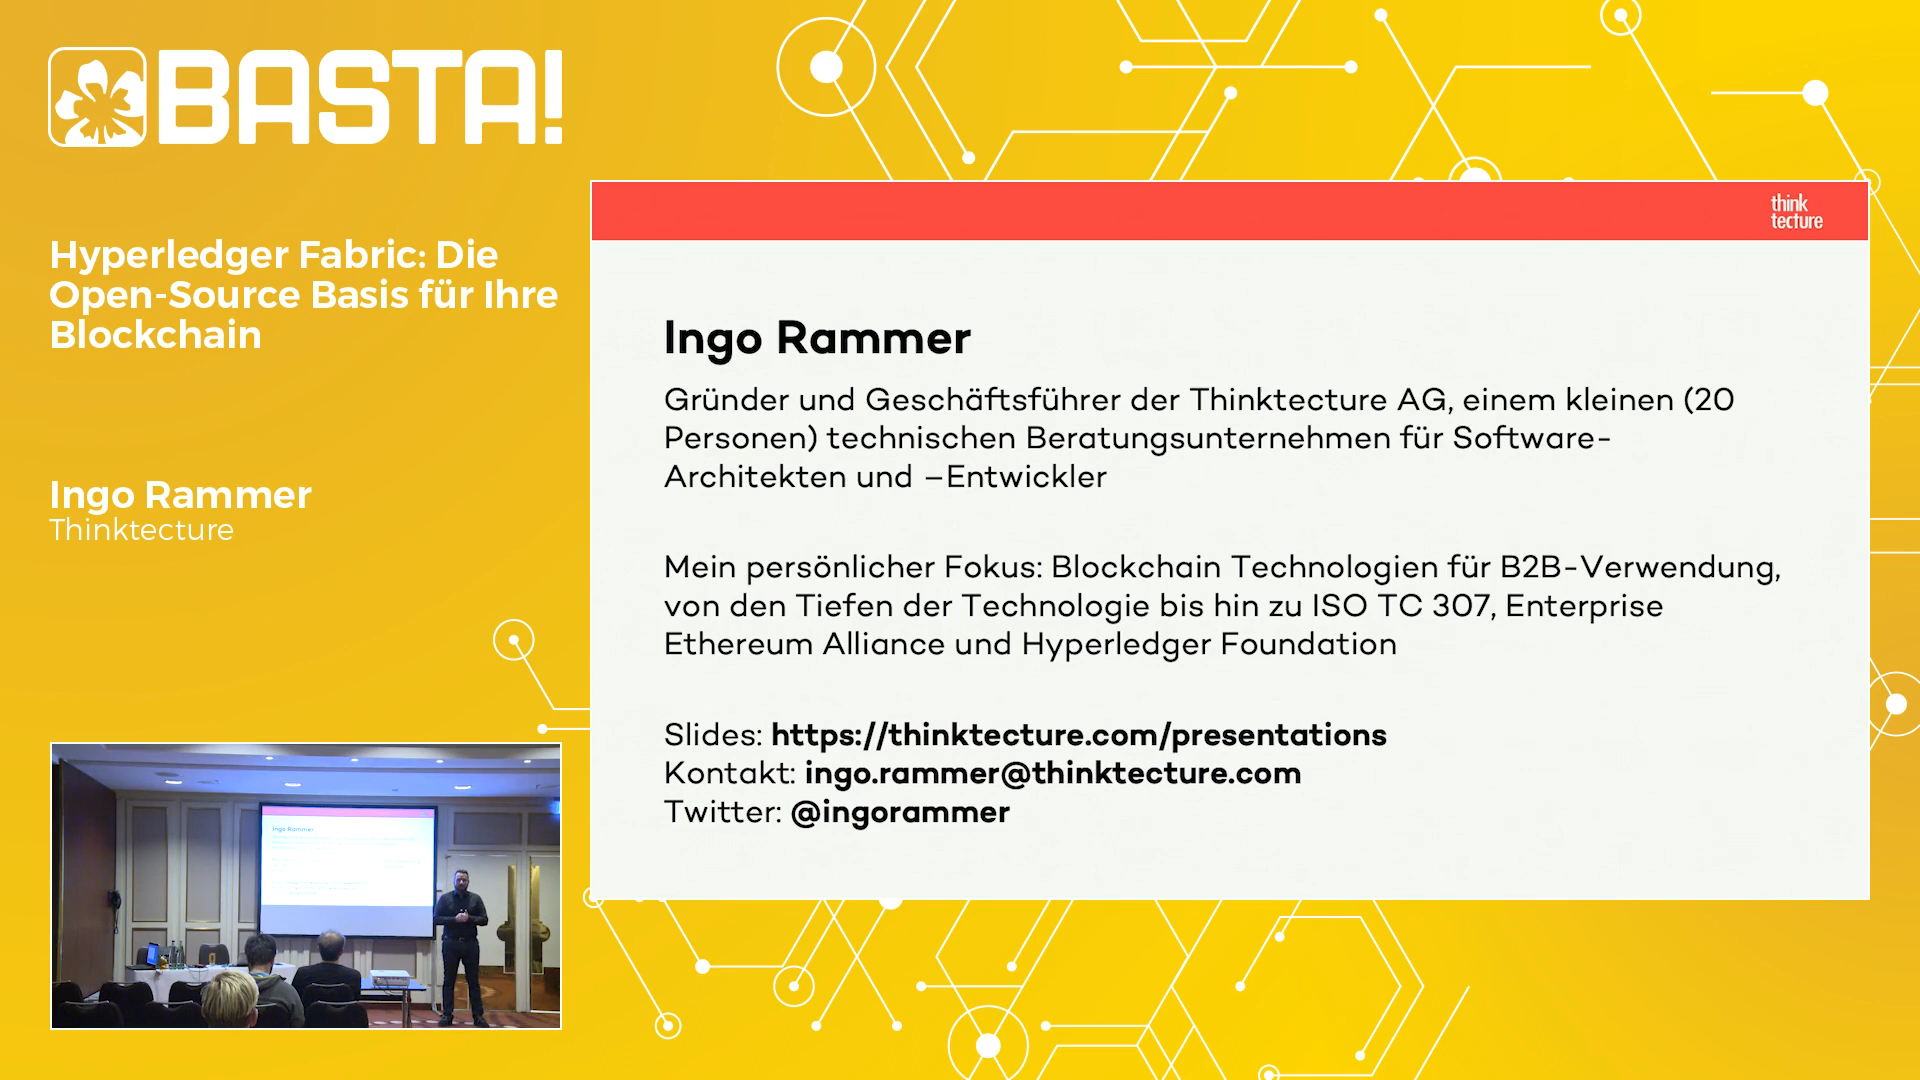 BASTA!
Hyperledger Fabric: Die
Open-Source Basis für Ihre
Blockchain
Ingo Rammer
Thinktecture
think
tecture
Ingo Rammer
Gründer und Geschäftsführer der Thinktecture AG, einem kleinen (20
Personen) technischen Beratungsunternehmen für Software-
Architekten und –Entwickler
Mein persönlicher Fokus: Blockchain Technologien für B2B-Verwendung,
von den Tiefen der Technologie bis hin zu ISO TC 307, Enterprise
Ethereum Alliance und Hyperledger Foundation
Slides: https://thinktecture.com/presentations
Kontakt: ingo.rammer@thinktecture.com
Twitter: @ingorammer
Ingo Rammer